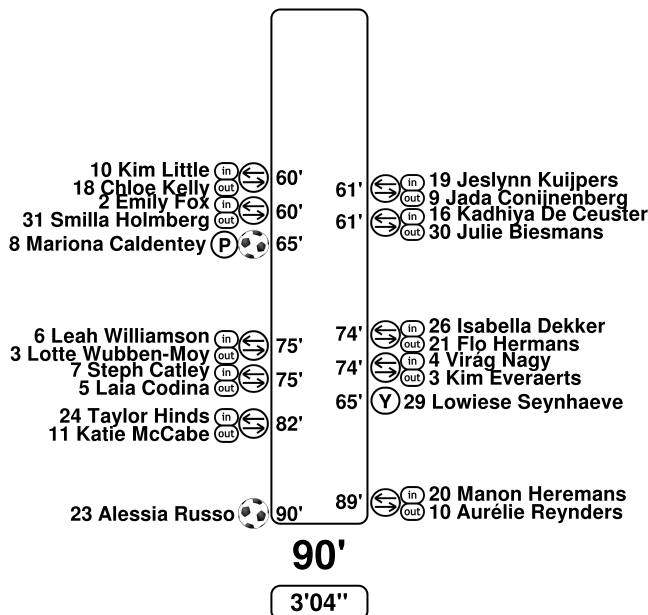 10 Kim Little in 60'
18 Chloe Kelly out
2 Emily Fox in 60'
31 Smilla Holmberg out
8 Mariona Caldentey P 65'
6 Leah Williamson in 75'
3 Lotte Wubben-Moy out
7 Steph Catley in 75'
5 Laia Codina out
24 Taylor Hinds in 82'
11 Katie McCabe out
23 Alessia Russo 90'
61' in 19 Jeslynn Kuijpers
out 9 Jada Conijnenberg
61' in 16 Kadhiya De Ceuster
out 30 Julie Biesmans
74' in 26 Isabella Dekker
out 21 Flo Hermans
74' in 4 Virág Nagy
out 3 Kim Everaerts
65' Y 29 Lowiese Seynhaeve
89' in 20 Manon Heremans
out 10 Aurélie Reynders
90'
3'04"